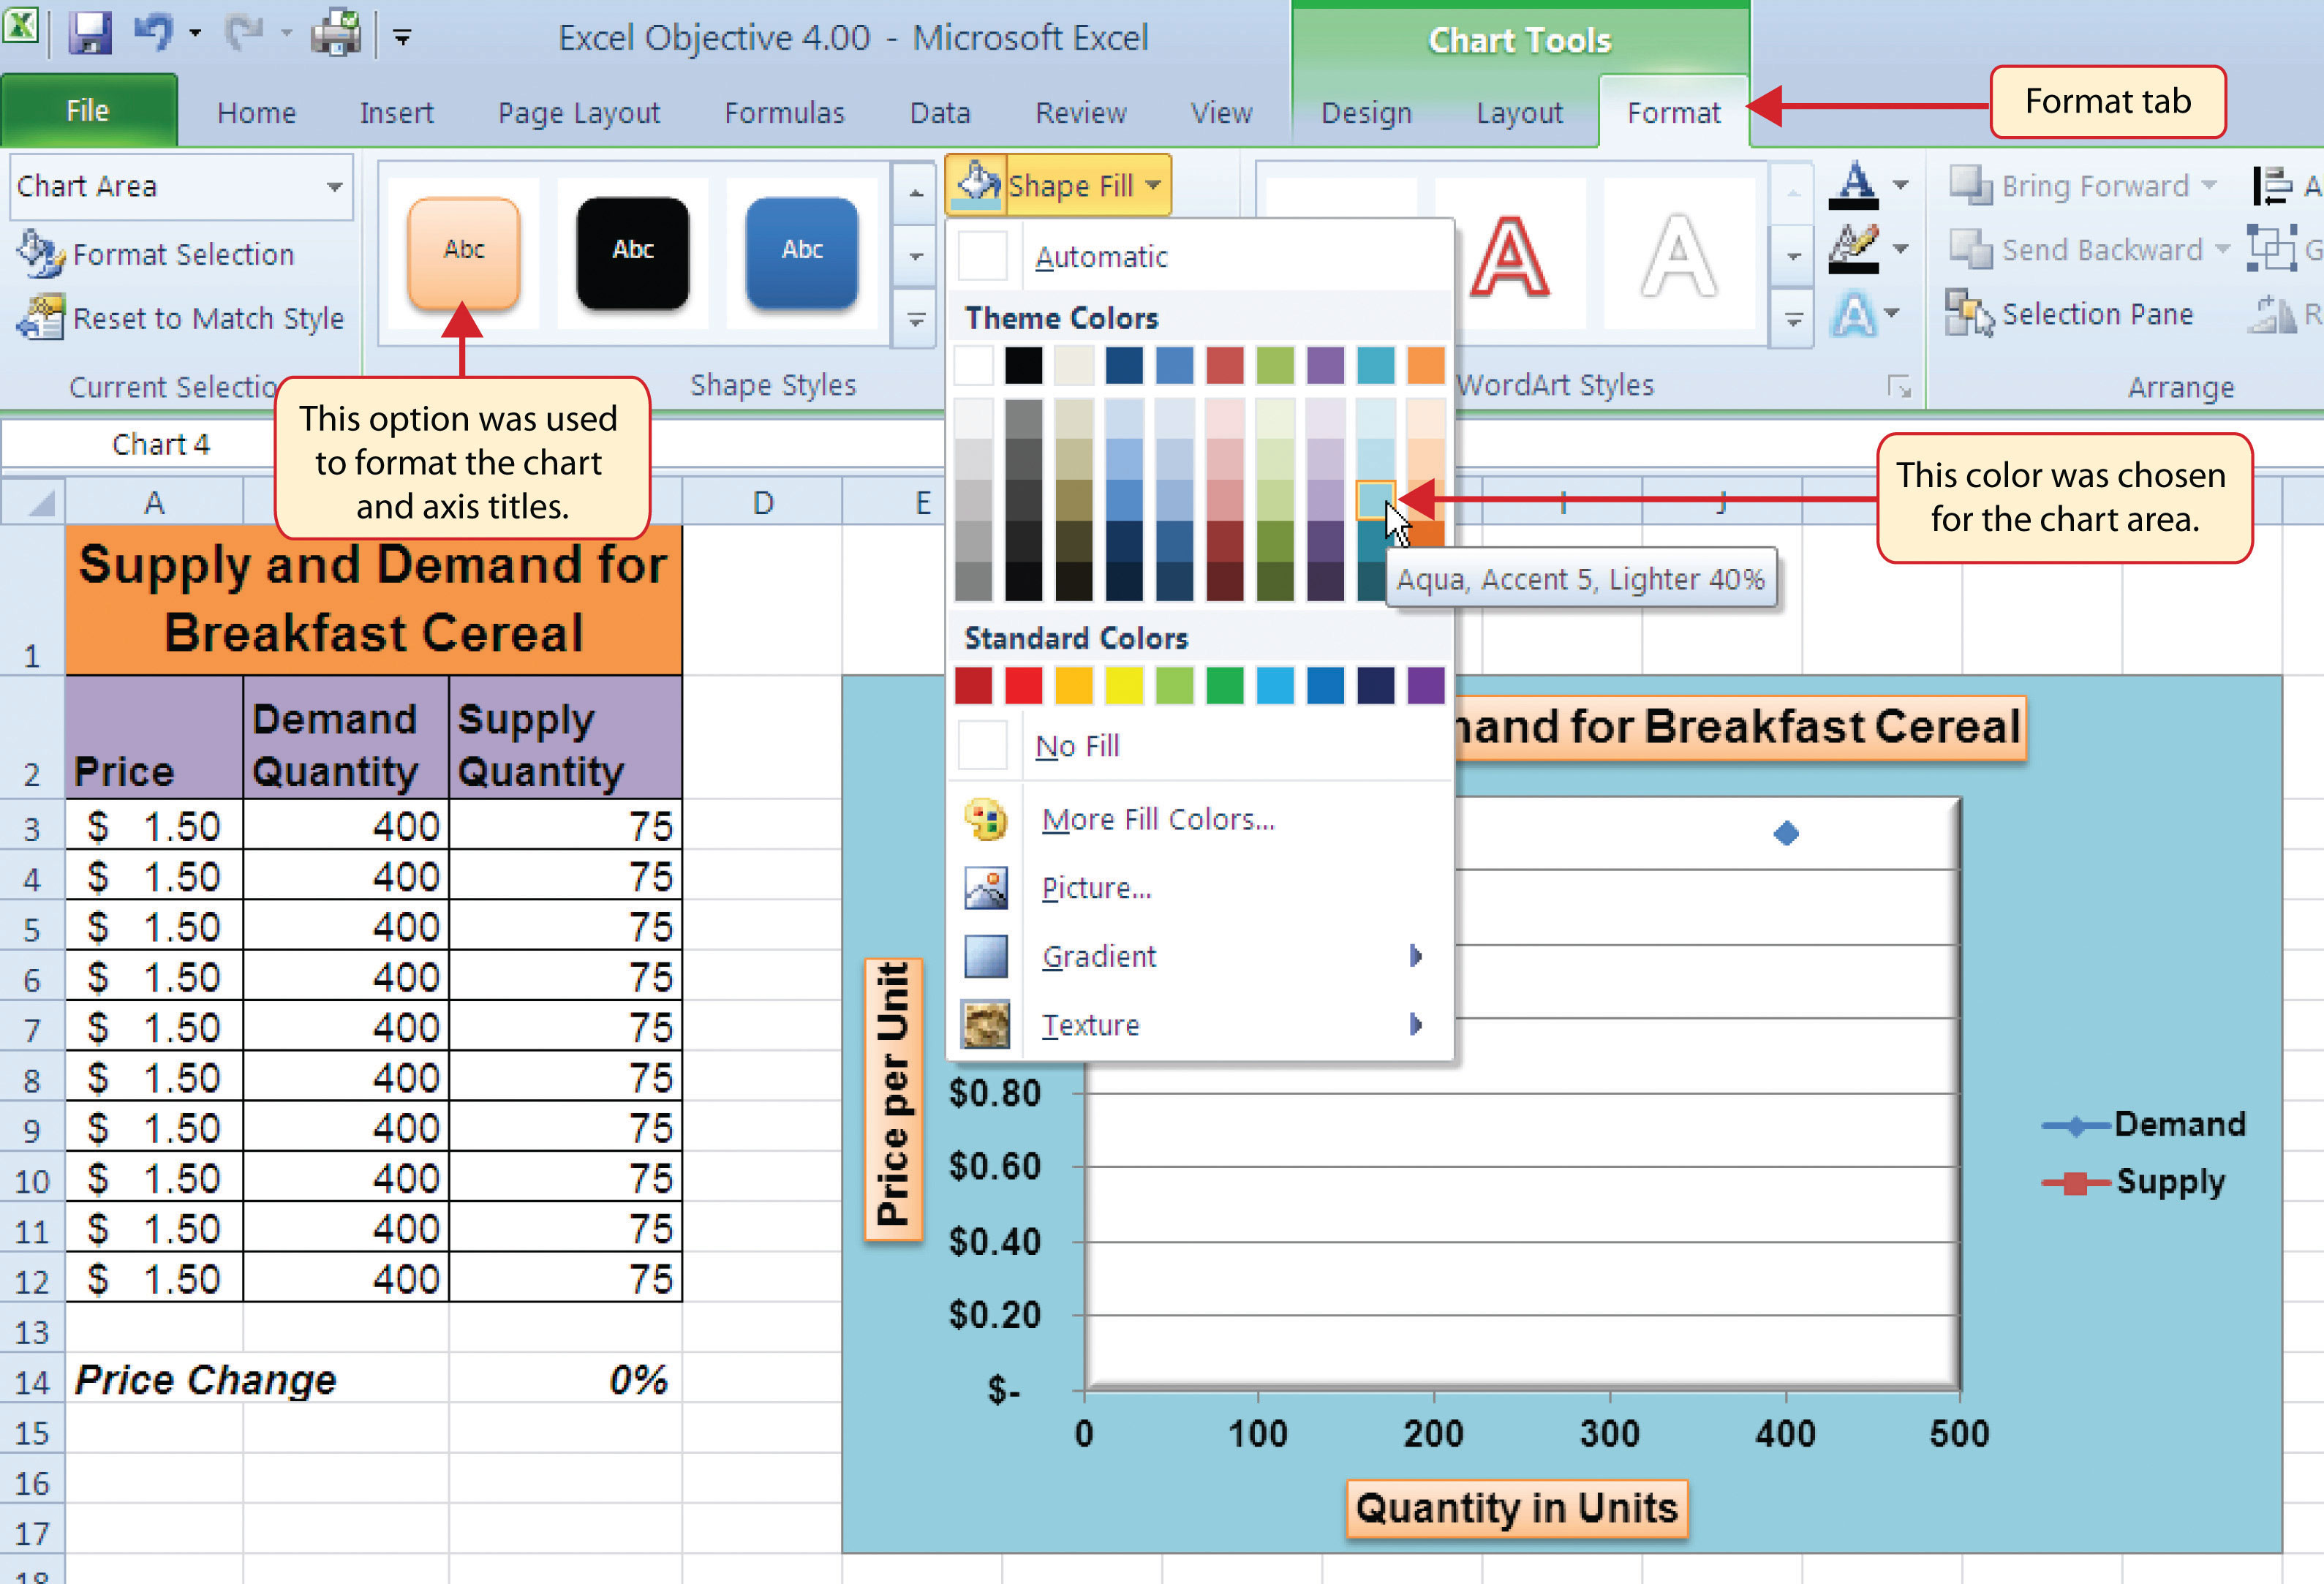 Excel Objective 4.00 - Microsoft Excel
Chart Tools
File Home Insert Page Layout Formulas Data Review View Design Layout Format
Format tab
Chart Area
Format Selection
Reset to Match Style
Current Selectio
Abc Abc Abc
Shape Styles
Shape Fill
A A
WordArt Styles
A
A
Bring Forward
Send Backward
Selection Pane
Arrange
A
G
R
This option was used
to format the chart
and axis titles.
Automatic
Theme Colors
This color was chosen
for the chart area.
Aqua, Accent 5, Lighter 40%
Standard Colors
No Fill
More Fill Colors...
Picture...
Gradient
Texture
Chart 4
A D E I J
1 Supply and Demand for
Breakfast Cereal
2 Price Demand Quantity Supply Quantity
3 $ 1.50 400 75
4 $ 1.50 400 75
5 $ 1.50 400 75
6 $ 1.50 400 75
7 $ 1.50 400 75
8 $ 1.50 400 75
9 $ 1.50 400 75
10 $ 1.50 400 75
11 $ 1.50 400 75
12 $ 1.50 400 75
13
14 Price Change 0%
15
16
17
18
and for Breakfast Cereal
Price per Unit
$0.80
$0.60
$0.40
$0.20
$-
0 100 200 300 400 500
Quantity in Units
Demand
Supply